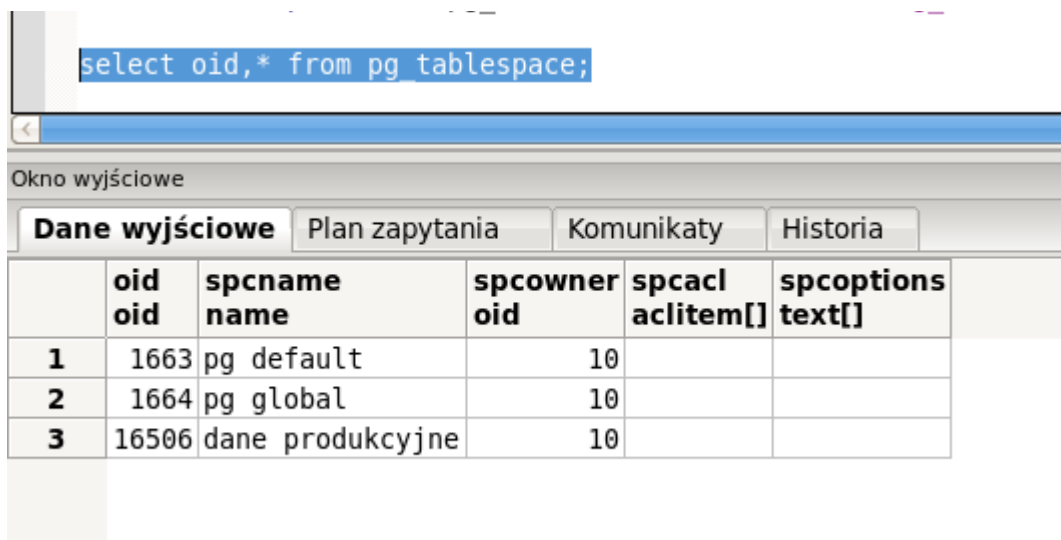 select oid,* from pg_tablespace;
Okno wyjściowe
Dane wyjściowe Plan zapytania Komunikaty Historia
oid spcname spcowner spcacl spcoptions
oid name oid aclitem[] text[]
1 1663 pg_default 10
2 1664 pg_global 10
3 16506 dane_produkcyjne 10